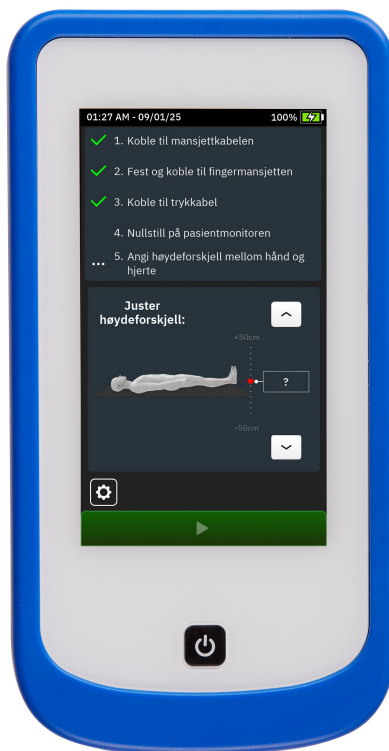 01:27 AM - 09/01/25 100%
1. Koble til mansjettkabelen
2. Fest og koble til fingermansjetten
3. Koble til trykkabel
4. Nullstill på pasientmonitoren
... 5. Angi høydeforskjell mellom hånd og
hjerte
Juster
høydeforskjell:
+50cm
?
-50cm